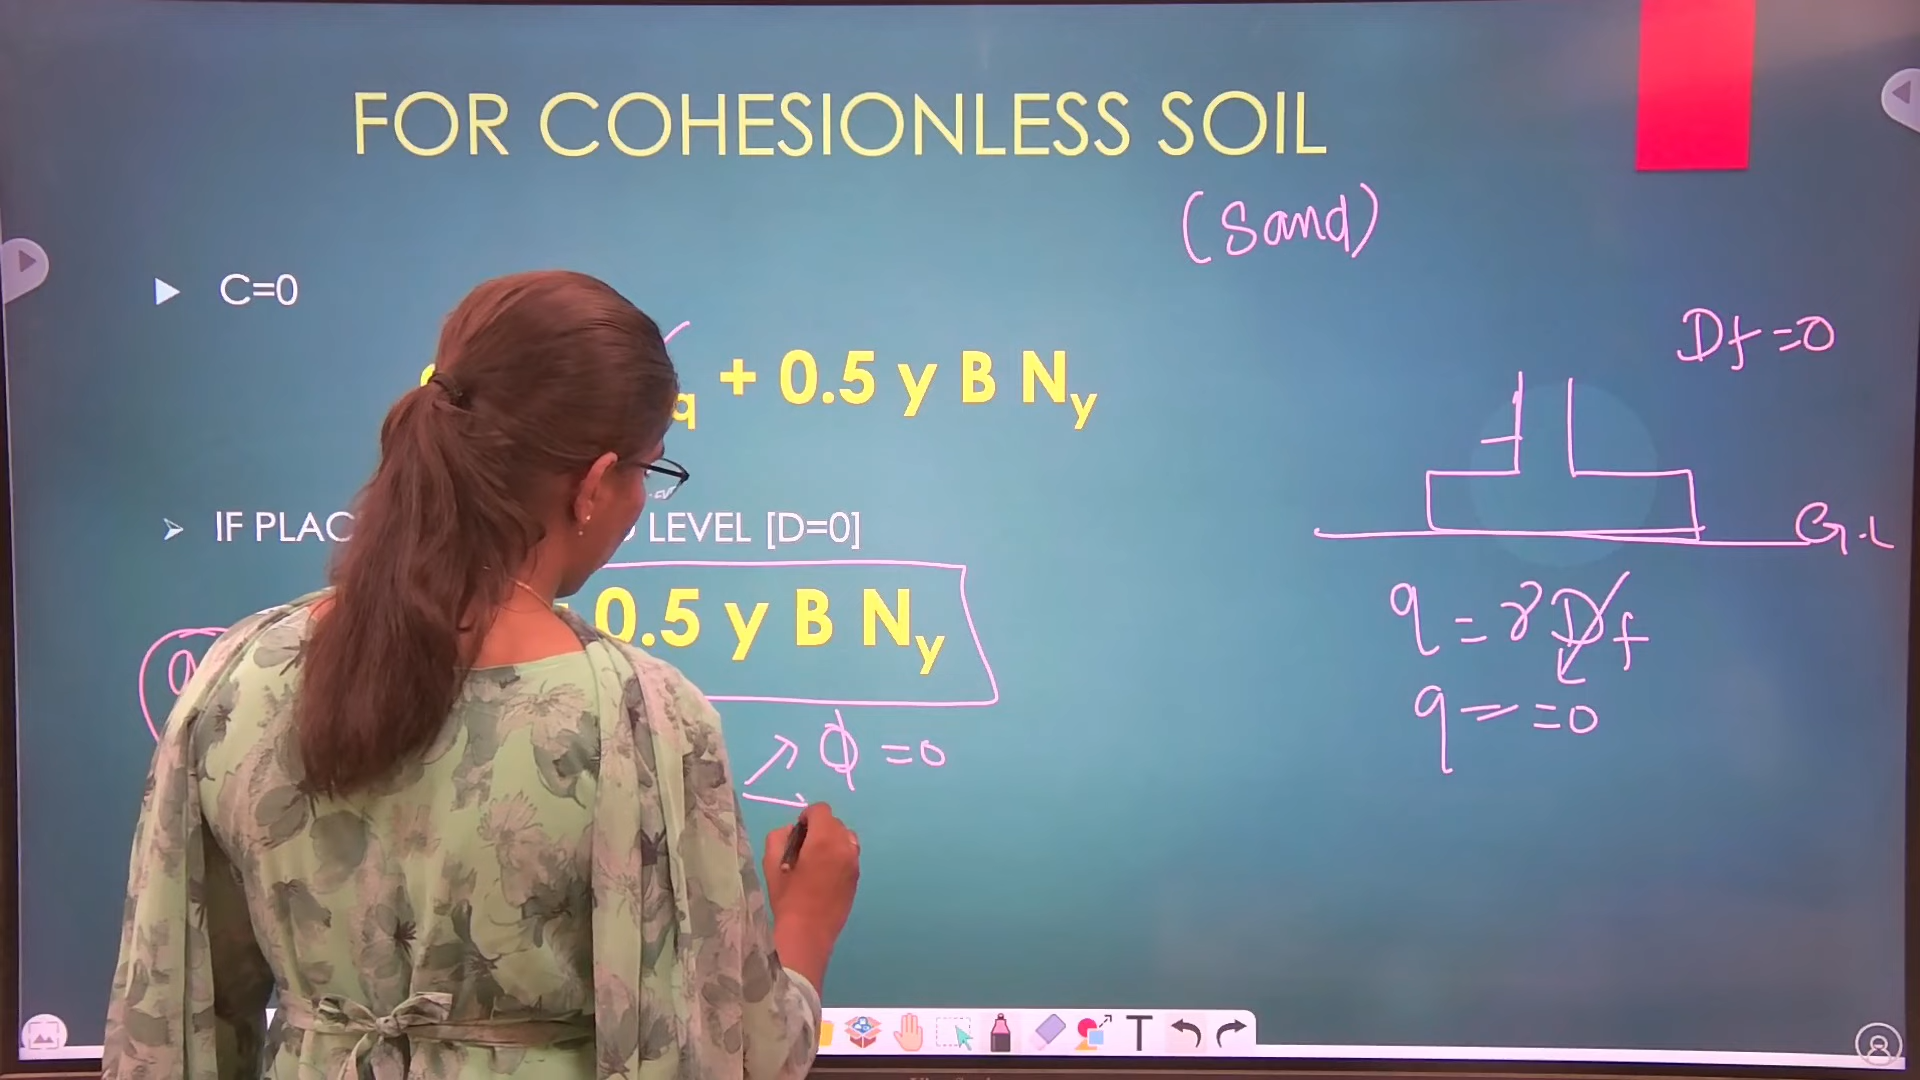 FOR COHESIONLESS SOIL
(Sand)
C=0
Df=0
q + 0.5 y B Ny
IF LEVEL [D=0]
G.L
0.5 y B Ny
q = γ Df
q = =0
ϕ =0
T